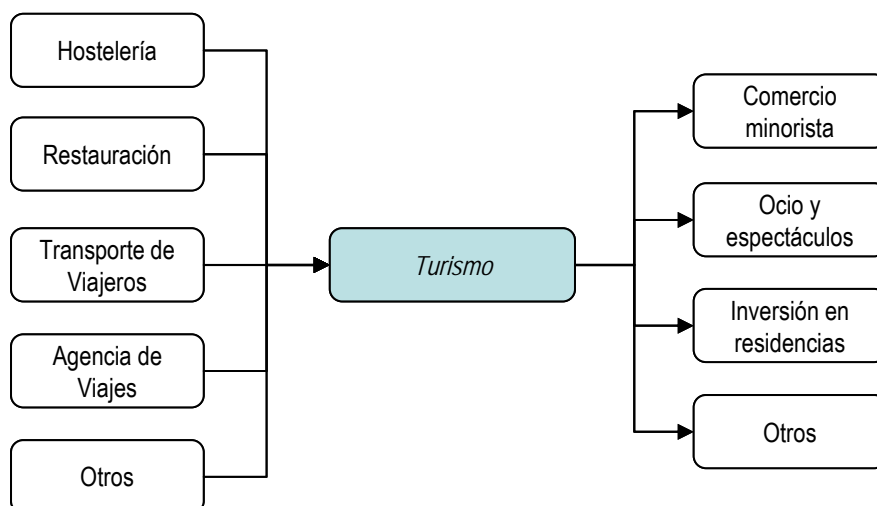 Hostelería
Restauración
Transporte de
Viajeros
Agencia de
Viajes
Otros
Turismo
Comercio
minorista
Ocio y
espectáculos
Inversión en
residencias
Otros